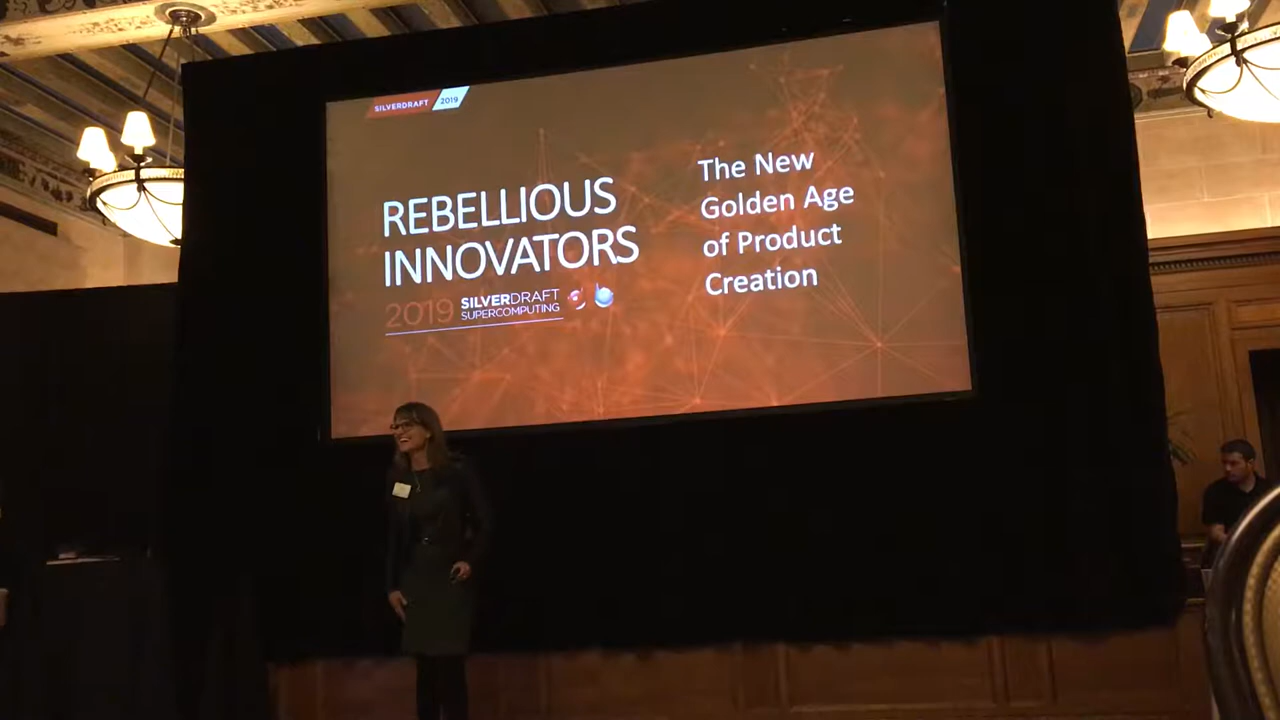 SILVERDRAFT 2019
REBELLIOUS
INNOVATORS
2019 SILVERDRAFT
SUPERCOMPUTING
The New
Golden Age
of Product
Creation